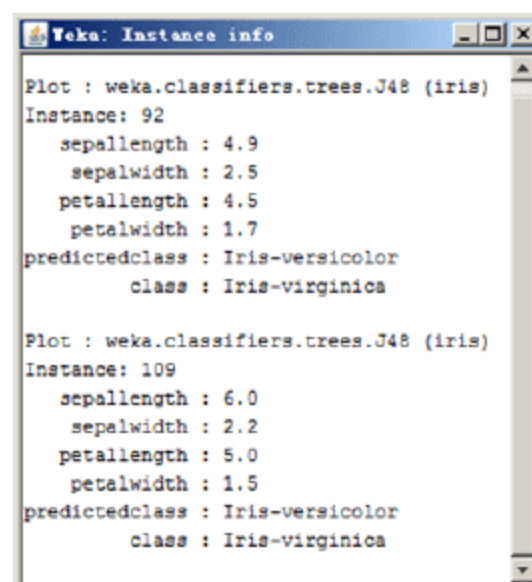 Weka: Instance info
Plot : weka.classifiers.trees.J48 (iris)
Instance: 92
sepallength : 4.9
sepalwidth : 2.5
petallength : 4.5
petalwidth : 1.7
predictedclass : Iris-versicolor
class : Iris-virginica
Plot : weka.classifiers.trees.J48 (iris)
Instance: 109
sepallength : 6.0
sepalwidth : 2.2
petallength : 5.0
petalwidth : 1.5
predictedclass : Iris-versicolor
class : Iris-virginica